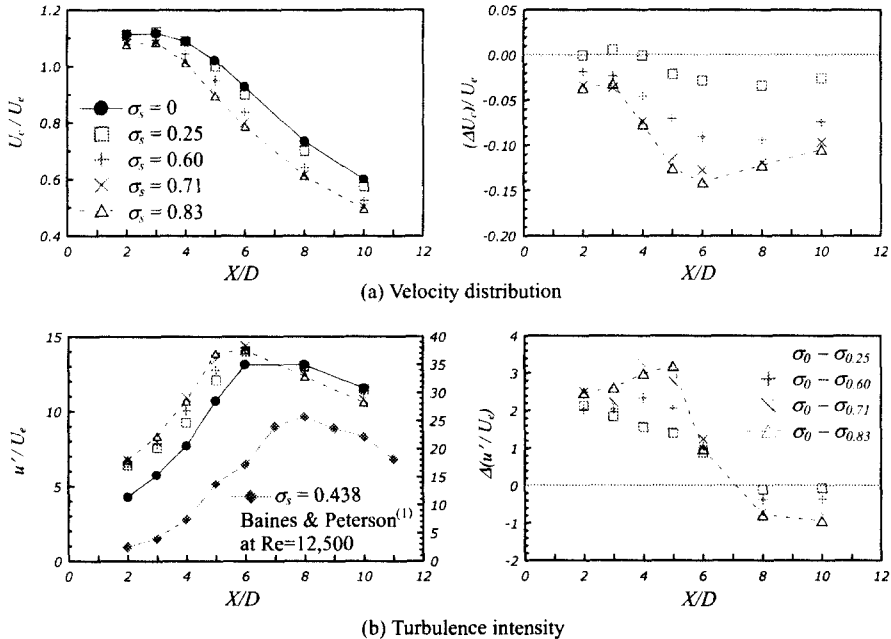 1.2
1.0
0.8
0.6
0.4
U_c / U_e
σ_s = 0
σ_s = 0.25
σ_s = 0.60
σ_s = 0.71
σ_s = 0.83
0 2 4 6 8 10 12
X/D
0.00
-0.05
-0.10
-0.15
-0.20
(ΔU_c)/ U_e
0 2 4 6 8 10 12
X/D
(a) Velocity distribution
15
10
5
0
u'/ U_e
40
35
30
25
20
15
10
5
0
σ_s = 0.438
Baines & Peterson(1)
at Re=12,500
0 2 4 6 8 10 12
X/D
4
3
2
1
0
-1
-2
Δ(u'/ U_e)
σ_0 – σ_0.25
σ_0 – σ_0.60
σ_0 – σ_0.71
σ_0 – σ_0.83
0 2 4 6 8 10 12
X/D
(b) Turbulence intensity